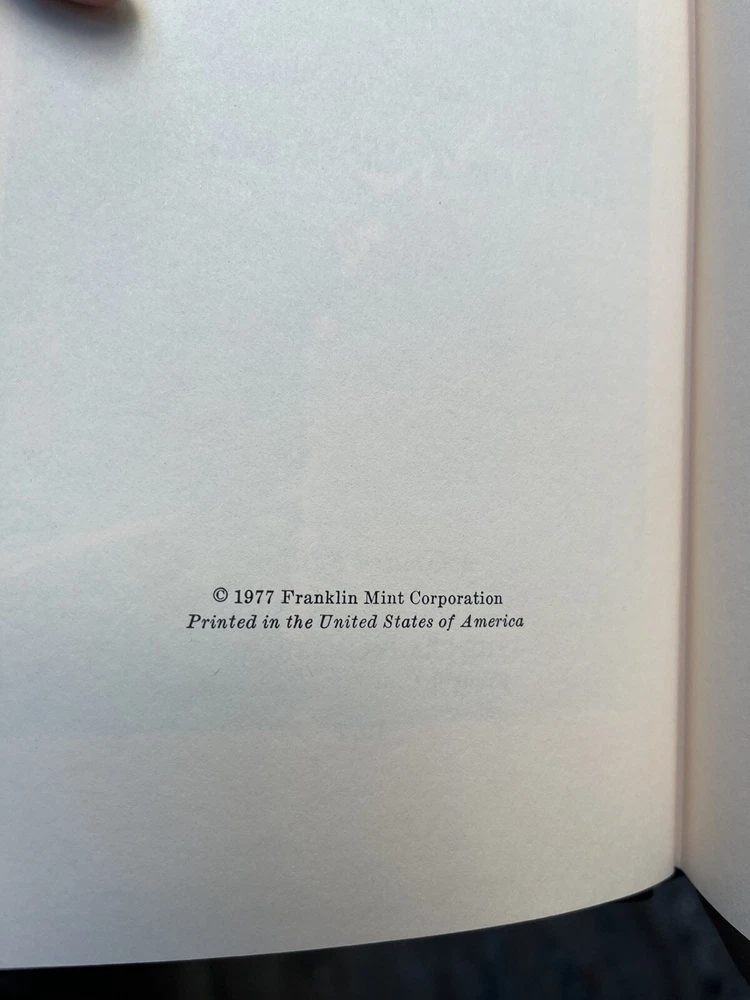 © 1977 Franklin Mint Corporation
Printed in the United States of America